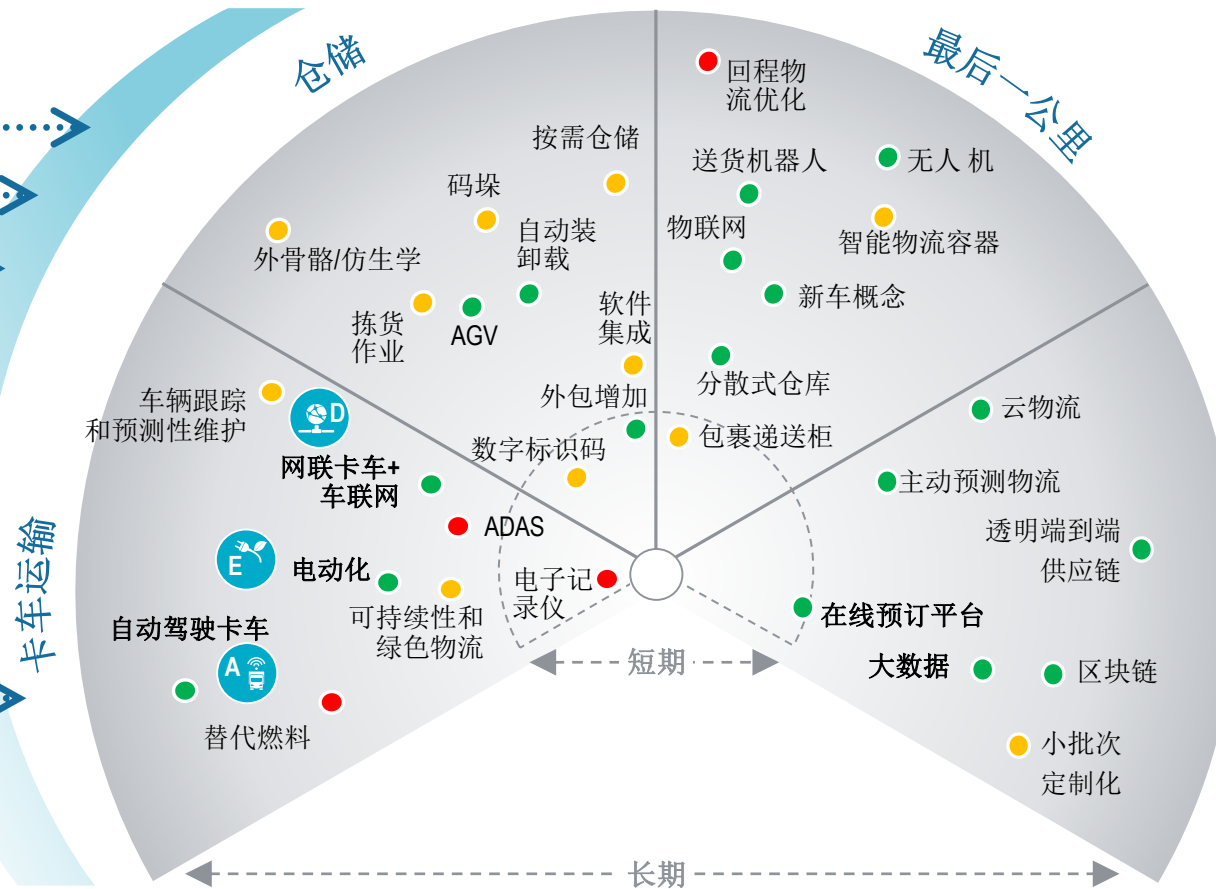 仓储
最后一公里
回程物
流优化
按需仓储
送货机器人
无人 机
码垛
自动装
卸载
物联网
智能物流容器
外骨骼/仿生学
软件
集成
新车概念
拣货
作业
AGV
外包增加
分散式仓库
车辆跟踪
和预测性维护
D
数字标识码
包裹递送柜
云物流
网联卡车+
车联网
主动预测物流
ADAS
透明端到端
供应链
卡车运输
E
电动化
电子记
录仪
可持续性和
绿色物流
在线预订平台
自动驾驶卡车
A
短期
大数据
区块链
替代燃料
小批次
定制化
长期